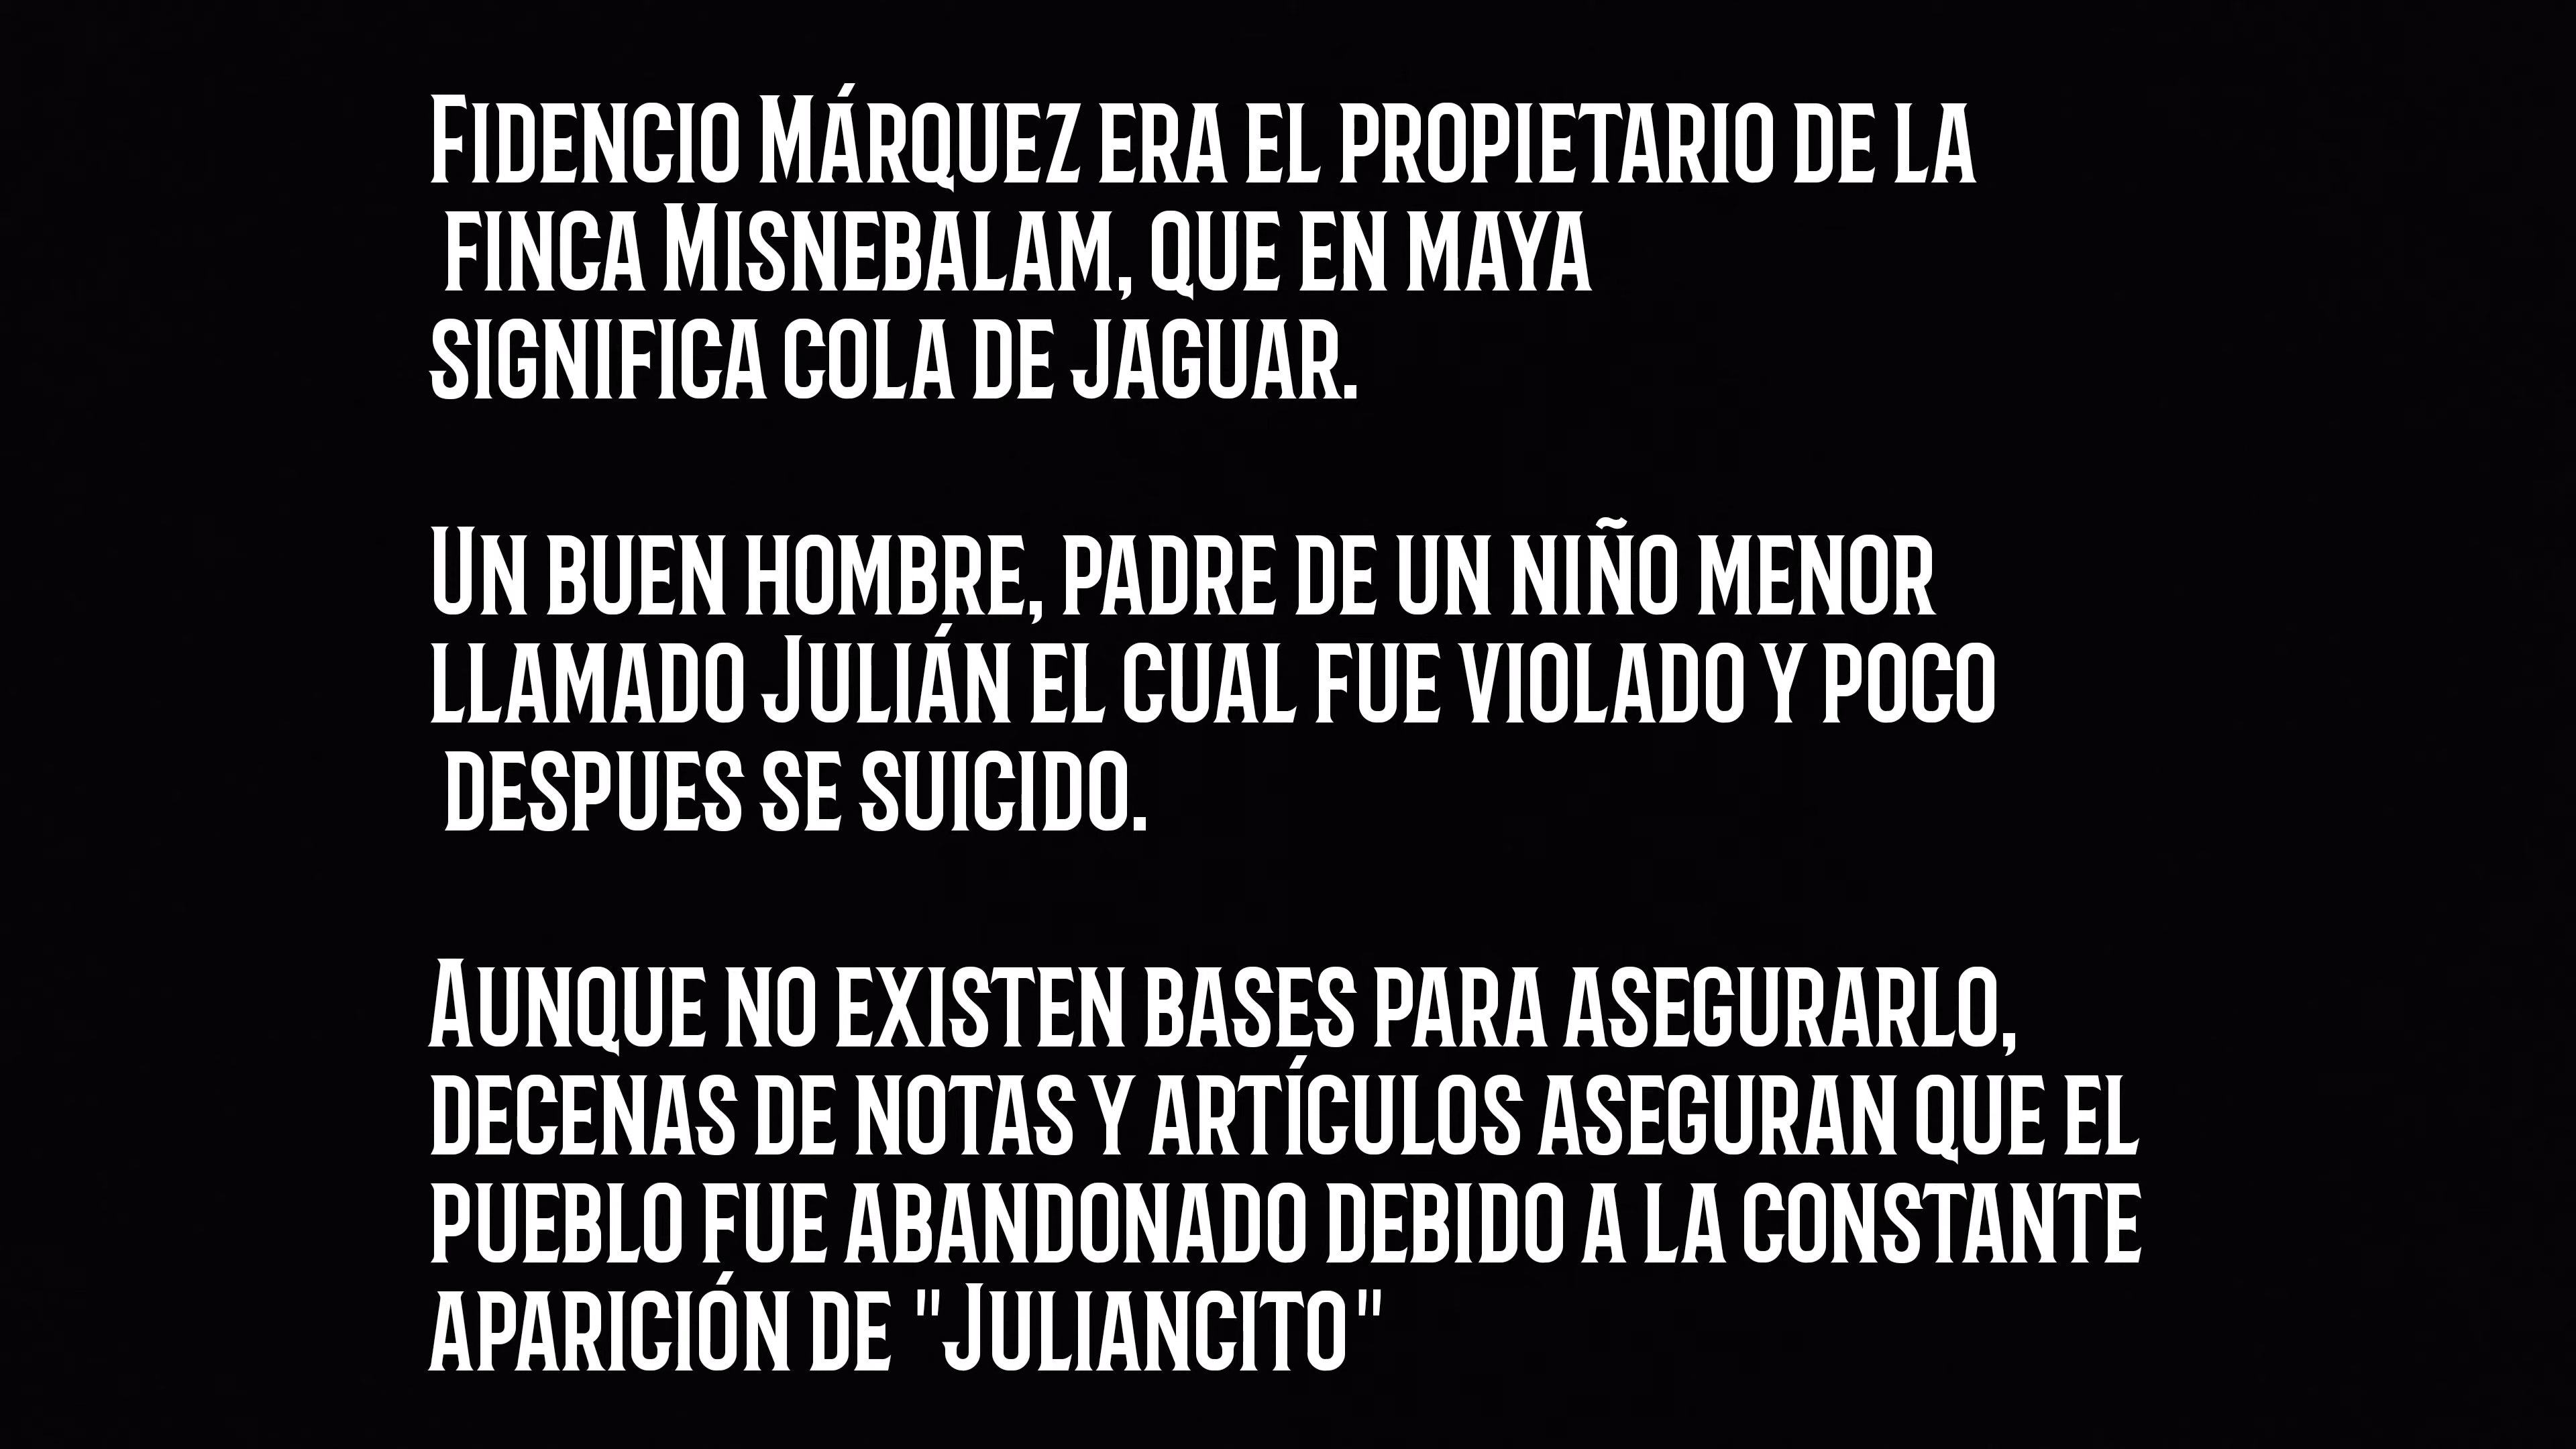 Fidencio Márquez era el propietario de la
finca Misnebalam, que en maya
significa cola de jaguar.
Un buen hombre, padre de un niño menor
llamado Julián el cual fue violado y poco
despues se suicido.
Aunque no existen bases para asegurarlo,
decenas de notas y artículos aseguran que el
pueblo fue abandonado debido a la constante
aparición de "Juliancito"